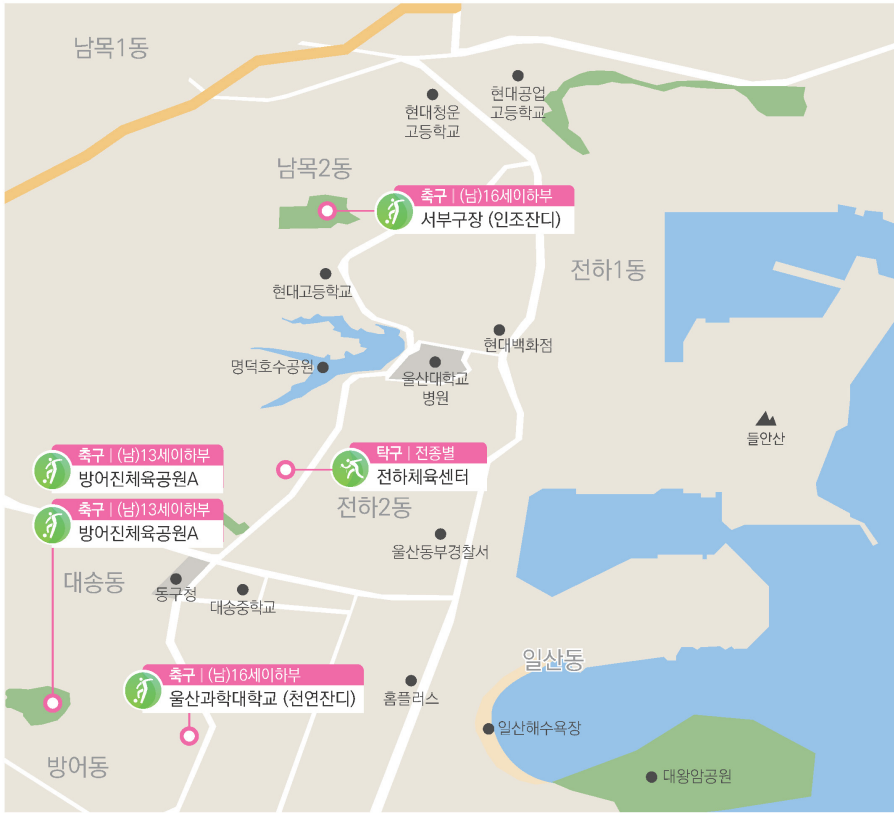 남목1동
현대공업
고등학교
현대청운
고등학교
남목2동
축구 | (남)16세이하부
서부구장 (인조잔디)
전하1동
현대고등학교
현대백화점
명덕호수공원
울산대학교
병원
들안산
축구 | (남)13세이하부
방어진체육공원A
탁구 | 전종별
전하체육센터
축구 | (남)13세이하부
방어진체육공원A
전하2동
울산동부경찰서
대송동
동구청
대송중학교
일산동
축구 | (남)16세이하부
울산과학대학교 (천연잔디)
홈플러스
일산해수욕장
방어동
대왕암공원